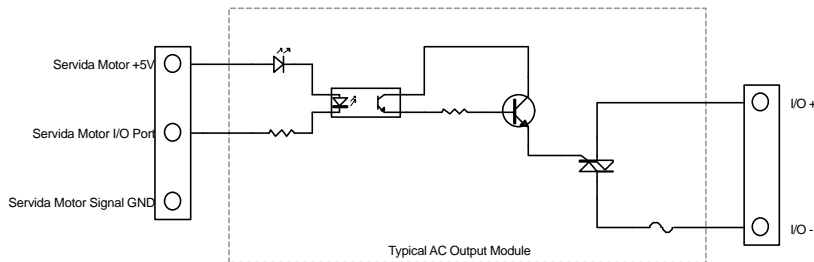 Servida Motor +5V
Servida Motor I/O Port
Servida Motor Signal GND
I/O +
I/O -
Typical AC Output Module